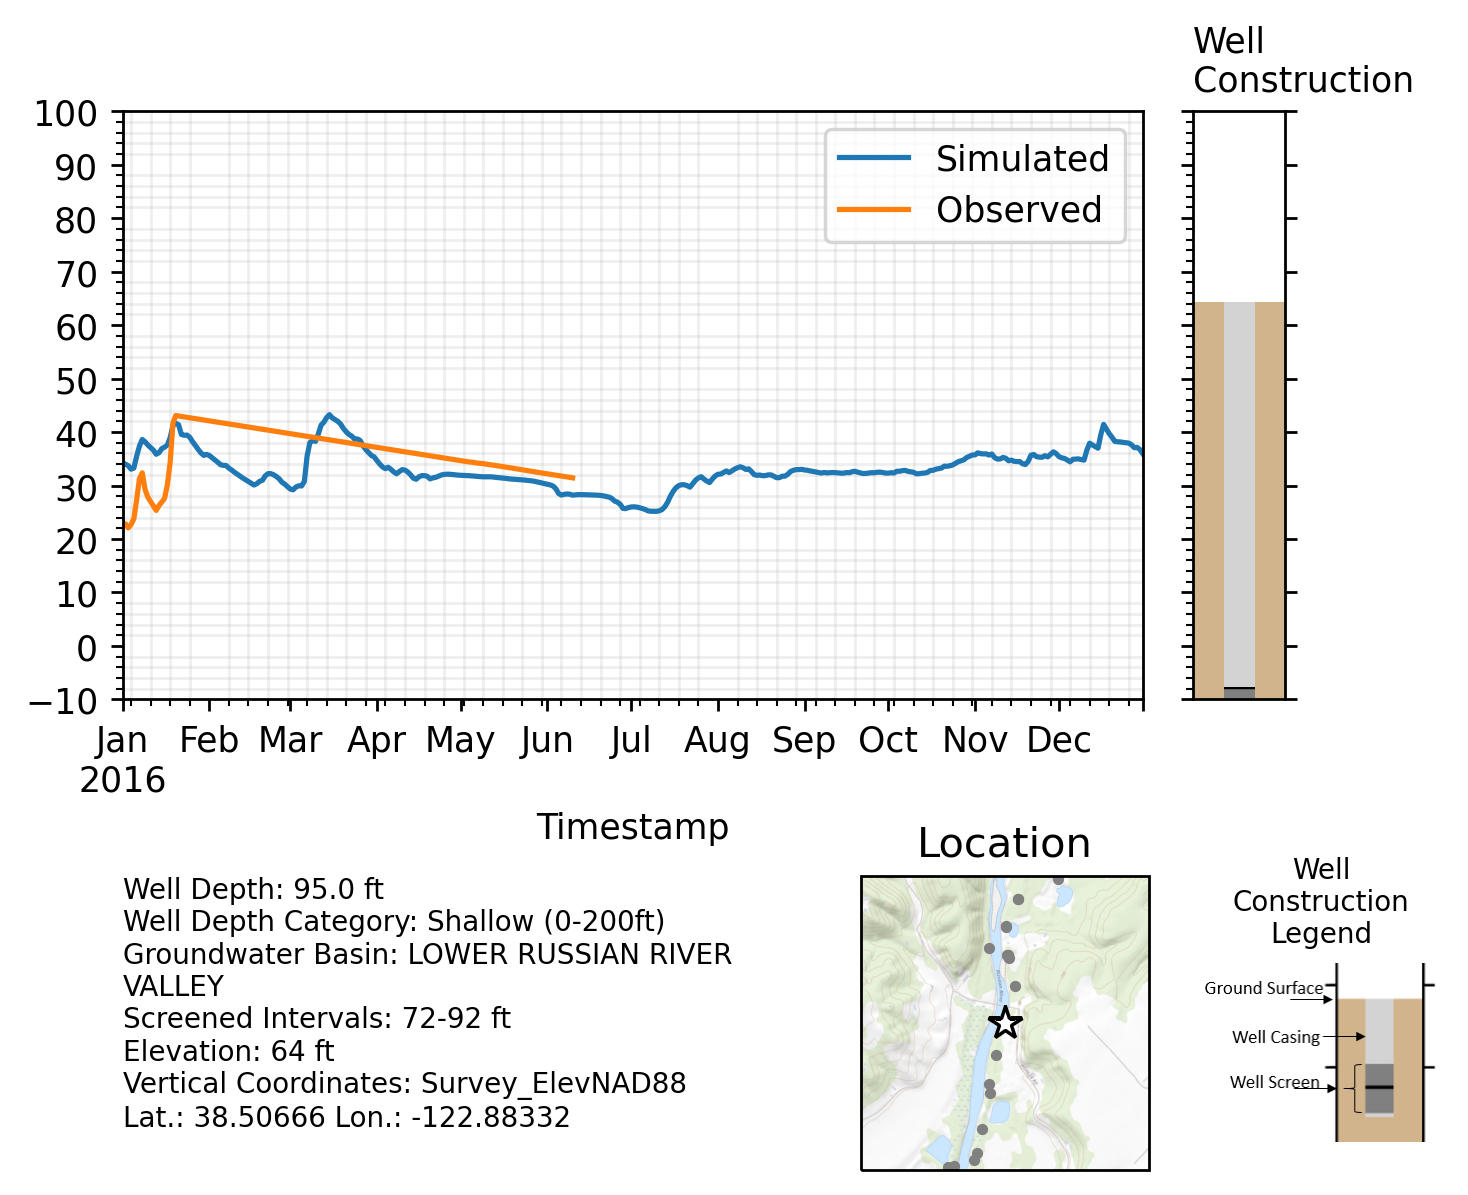 Well
Construction
100
90
80
70
60
50
40
30
20
10
0
−10
Simulated
Observed
Jan Feb Mar Apr May Jun Jul Aug Sep Oct Nov Dec
2016
Timestamp
Well Depth: 95.0 ft
Well Depth Category: Shallow (0-200ft)
Groundwater Basin: LOWER RUSSIAN RIVER
VALLEY
Screened Intervals: 72-92 ft
Elevation: 64 ft
Vertical Coordinates: Survey_ElevNAD88
Lat.: 38.50666 Lon.: -122.88332
Location
Well
Construction
Legend
Ground Surface
Well Casing
Well Screen